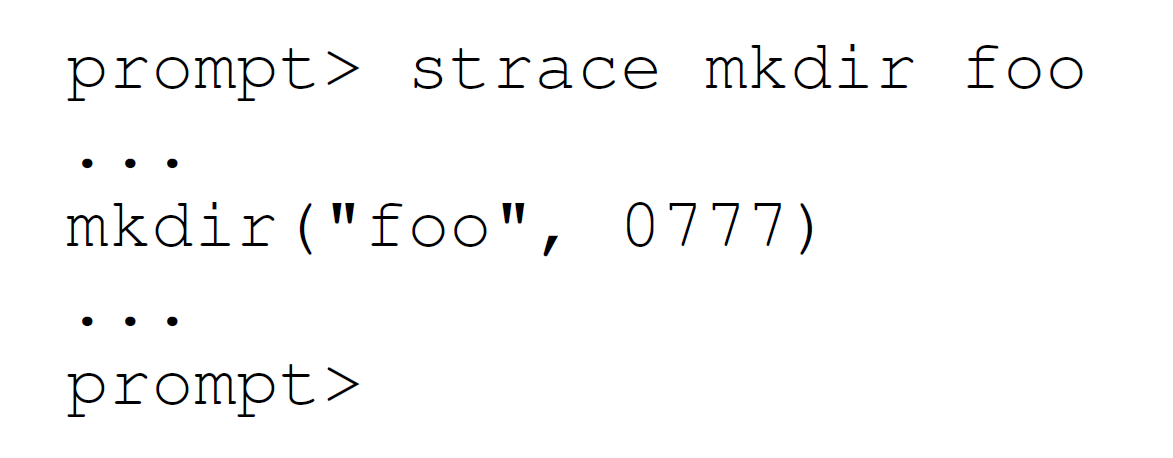 prompt> strace mkdir foo
...
mkdir("foo", 0777)
...
prompt>